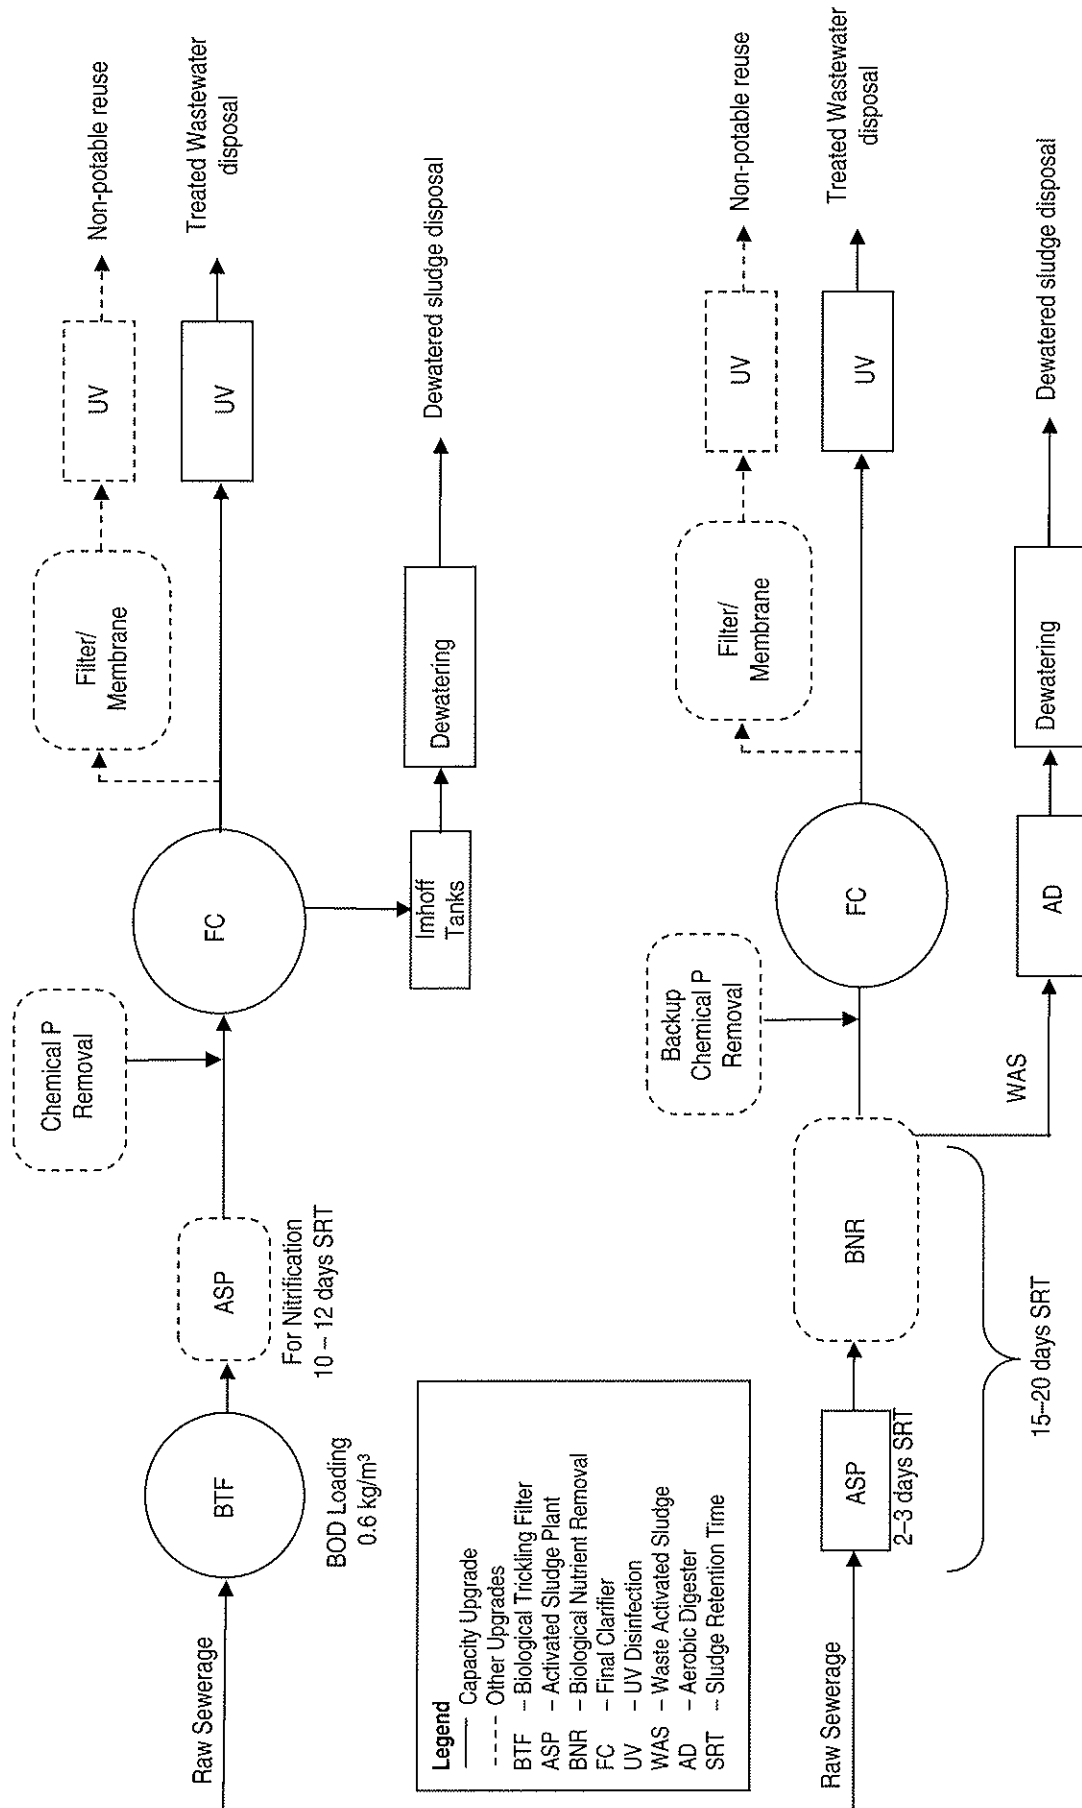 Raw Sewerage
BTF
BOD Loading
0.6 kg/m³
ASP
For Nitrification
10 – 12 days SRT
Chemical P
Removal
FC
Imhoff
Tanks
Dewatering
Dewatered sludge disposal
Filter/
Membrane
UV
Non-potable reuse
UV
Treated Wastewater
disposal
Legend
Capacity Upgrade
Other Upgrades
BTF – Biological Trickling Filter
ASP – Activated Sludge Plant
BNR – Biological Nutrient Removal
FC – Final Clarifier
UV – UV Disinfection
WAS – Waste Activated Sludge
AD – Aerobic Digester
SRT – Sludge Retention Time
Raw Sewerage
ASP
2–3 days SRT
BNR
15–20 days SRT
WAS
Backup
Chemical P
Removal
FC
AD
Dewatering
Dewatered sludge disposal
Filter/
Membrane
UV
Non-potable reuse
UV
Treated Wastewater
disposal